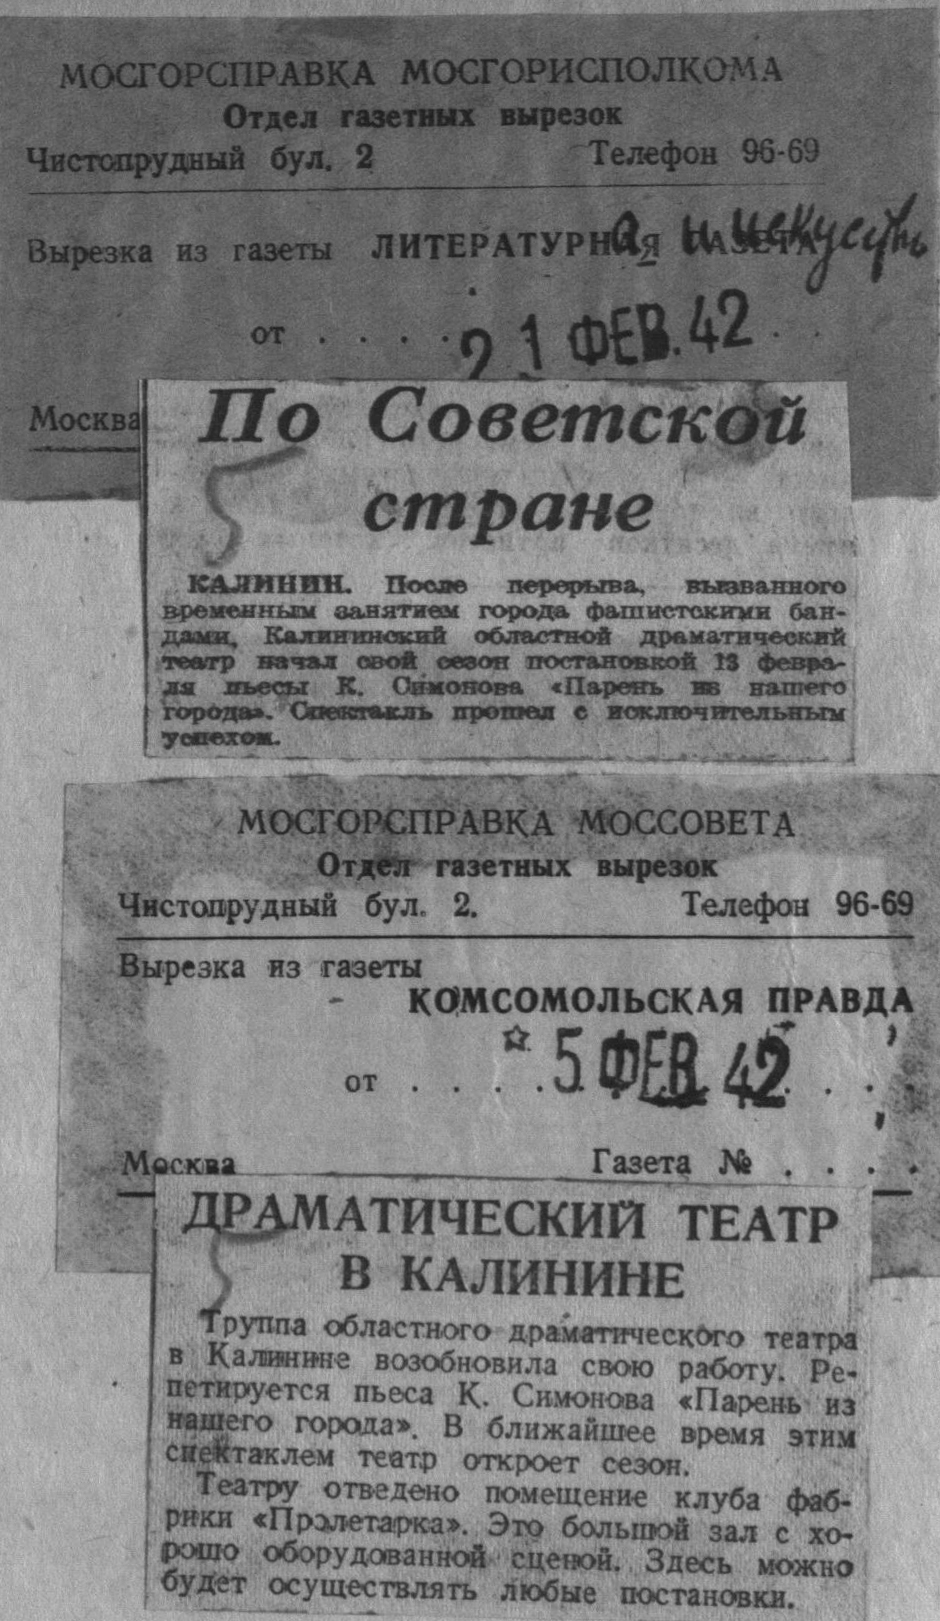 МОСГОРСПРАВКА МОСГОРИСПОЛКОМА
Отдел газетных вырезок
Чистопрудный бул. 2 Телефон 96-69
Вырезка из газеты ЛИТЕРАТУРНАЯ ГАЗЕТА и искусство
от . . . . 21 ФЕВ. 42 . .
Москва
По Советской
стране
5
КАЛИНИН. После перерыва, вызванного
временным занятием города фашистскими бан-
дами, Калининский областной драматический
театр начал свой сезон постановкой 13 февра-
ля пьесы К. Симонова «Парень из нашего
города». Спектакль прошел с исключительным
успехом.
МОСГОРСПРАВКА МОССОВЕТА
Отдел газетных вырезок
Чистопрудный бул. 2. Телефон 96-69
Вырезка из газеты
КОМСОМОЛЬСКАЯ ПРАВДА
от . . . . 5 ФЕВ 42 . . .
Москва Газета № . . . .
ДРАМАТИЧЕСКИЙ ТЕАТР
В КАЛИНИНЕ
5
Труппа областного драматического театра
в Калинине возобновила свою работу. Ре-
петируется пьеса К. Симонова «Парень из
нашего города». В ближайшее время этим
спектаклем театр откроет сезон.
Театру отведено помещение клуба фаб-
рики «Пролетарка». Это большой зал с хо-
рошо оборудованной сценой. Здесь можно
будет осуществлять любые постановки.